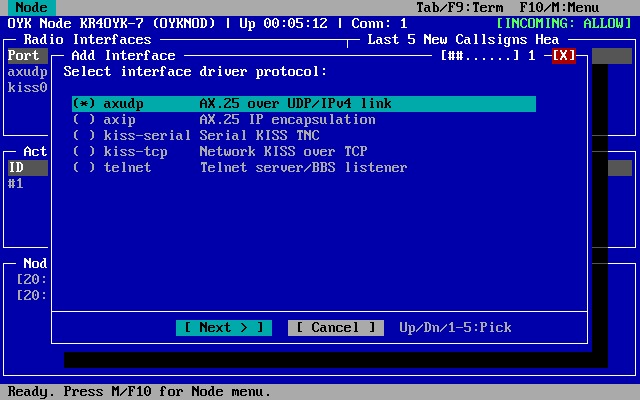 Node Tab/F9:Term F10/M:Menu
OYK Node KR4OYK-7 (OYKNOD) | Up 00:05:12 | Conn: 1 [INCOMING: ALLOW]
Radio Interfaces Last 5 New Callsigns Hea
Port Add Interface [##......] 1 [X]
axudp Select interface driver protocol:
kiss0
(*) axudp AX.25 over UDP/IPv4 link
( ) axip AX.25 IP encapsulation
( ) kiss-serial Serial KISS TNC
( ) kiss-tcp Network KISS over TCP
Act
ID ( ) telnet Telnet server/BBS listener
#1
Nod
[20:
[20:
[ Next > ] [ Cancel ] Up/Dn/1-5:Pick
Ready. Press M/F10 for Node menu.